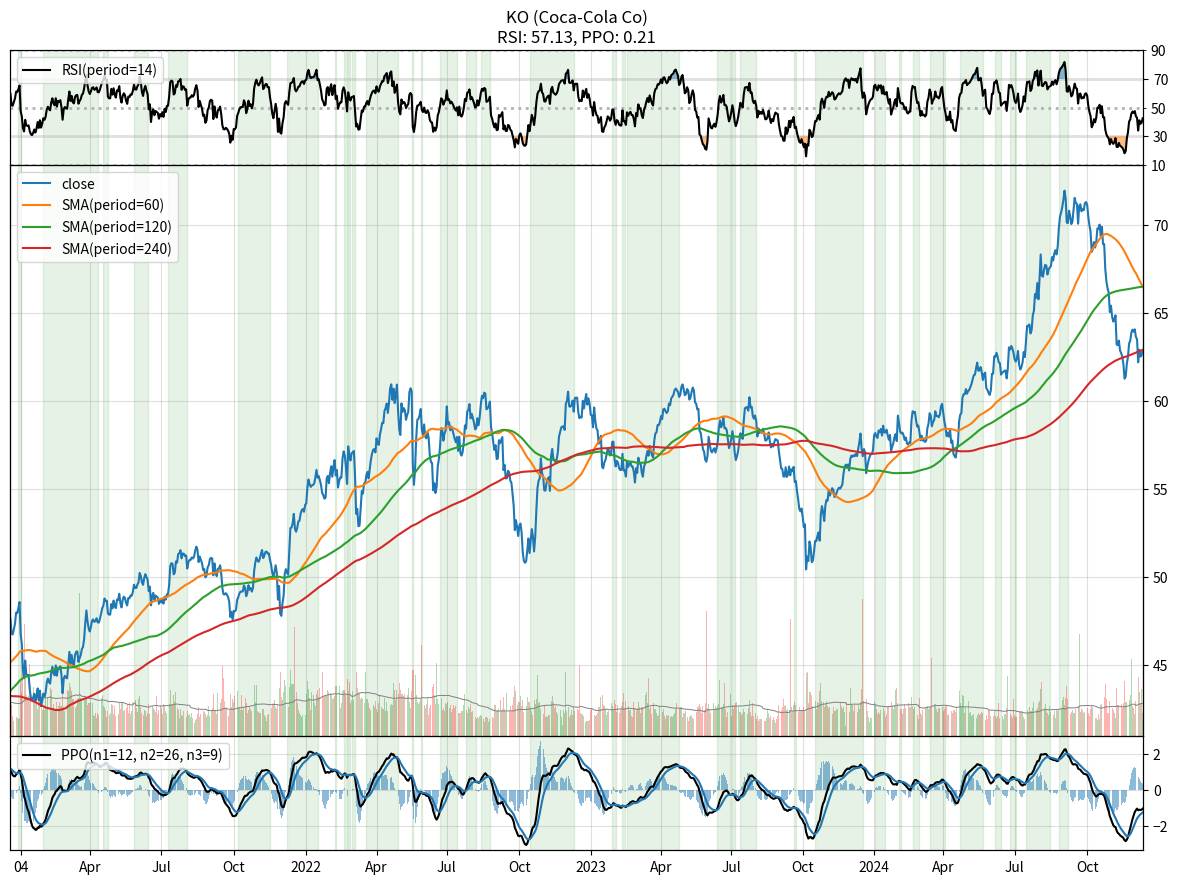 KO (Coca-Cola Co)
RSI: 57.13, PPO: 0.21
RSI(period=14)
90
70
50
30
10
close
SMA(period=60)
SMA(period=120)
SMA(period=240)
70
65
60
55
50
45
PPO(n1=12, n2=26, n3=9)
2
0
−2
04 Apr Jul Oct 2022 Apr Jul Oct 2023 Apr Jul Oct 2024 Apr Jul Oct